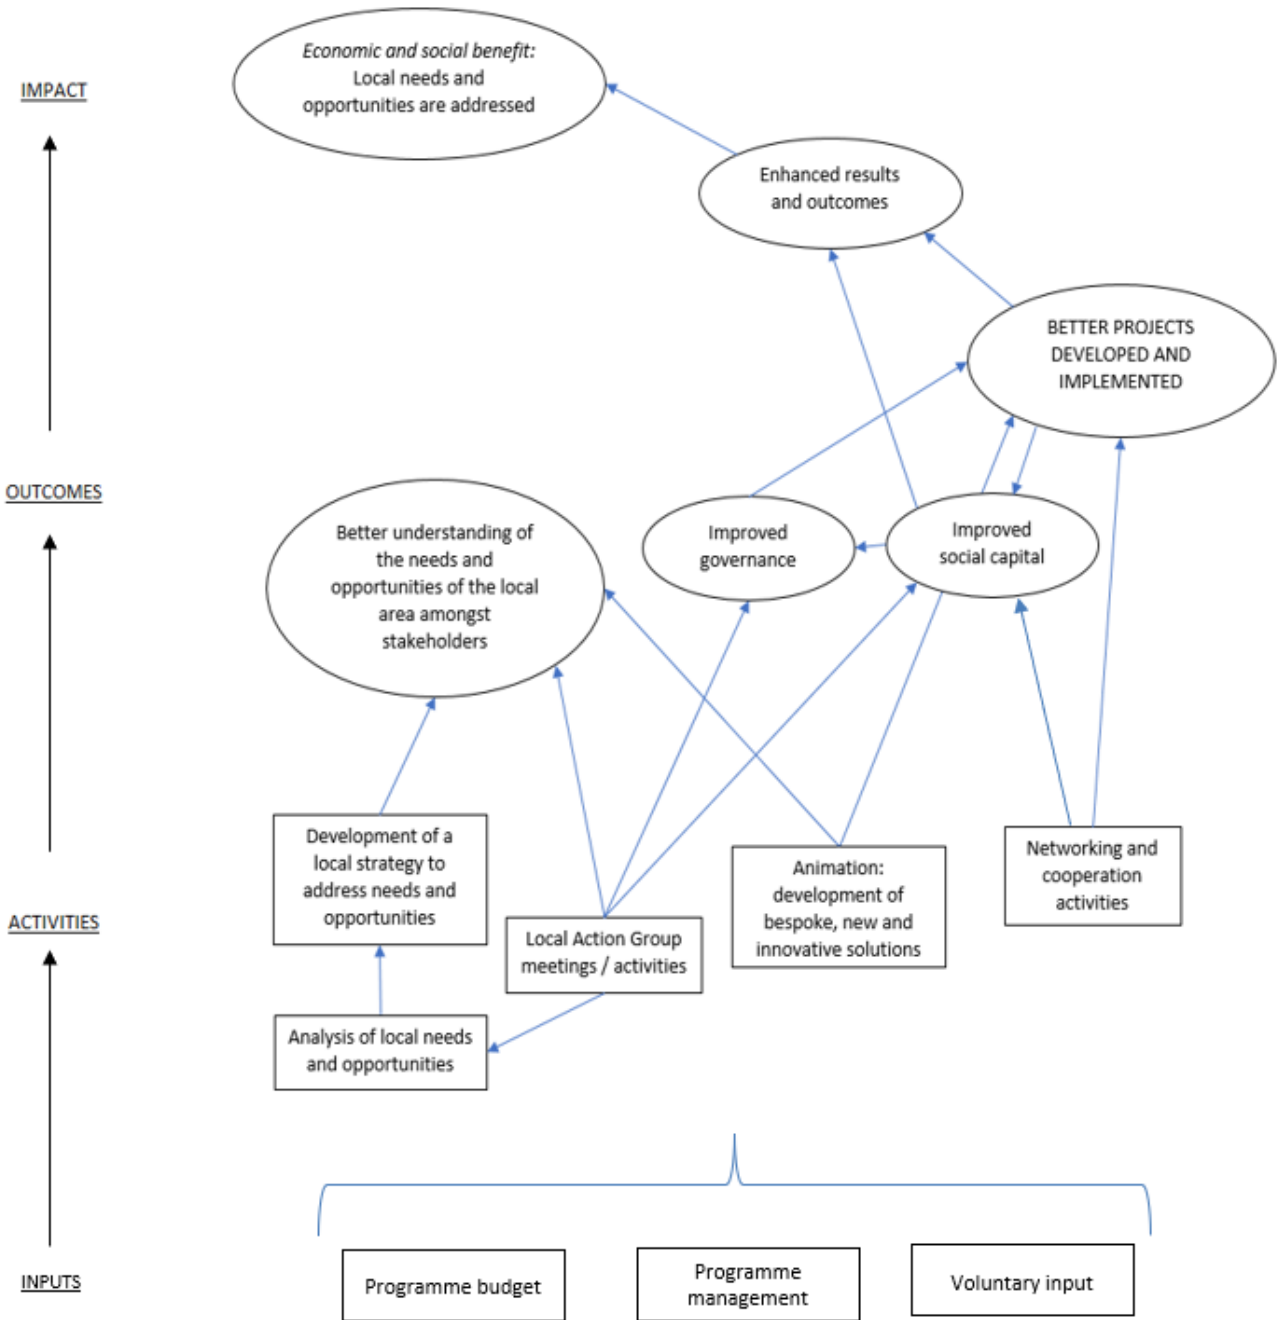 Economic and social benefit:
Local needs and
opportunities are addressed
IMPACT
Enhanced results
and outcomes
BETTER PROJECTS
DEVELOPED AND
IMPLEMENTED
OUTCOMES
Better understanding of
the needs and
opportunities of the local
area amongst
stakeholders
Improved
governance
Improved
social capital
Development of a
local strategy to
address needs and
opportunities
Local Action Group
meetings / activities
Animation:
development of
bespoke, new and
innovative solutions
Networking and
cooperation
activities
ACTIVITIES
Analysis of local needs
and opportunities
INPUTS
Programme budget
Programme
management
Voluntary input